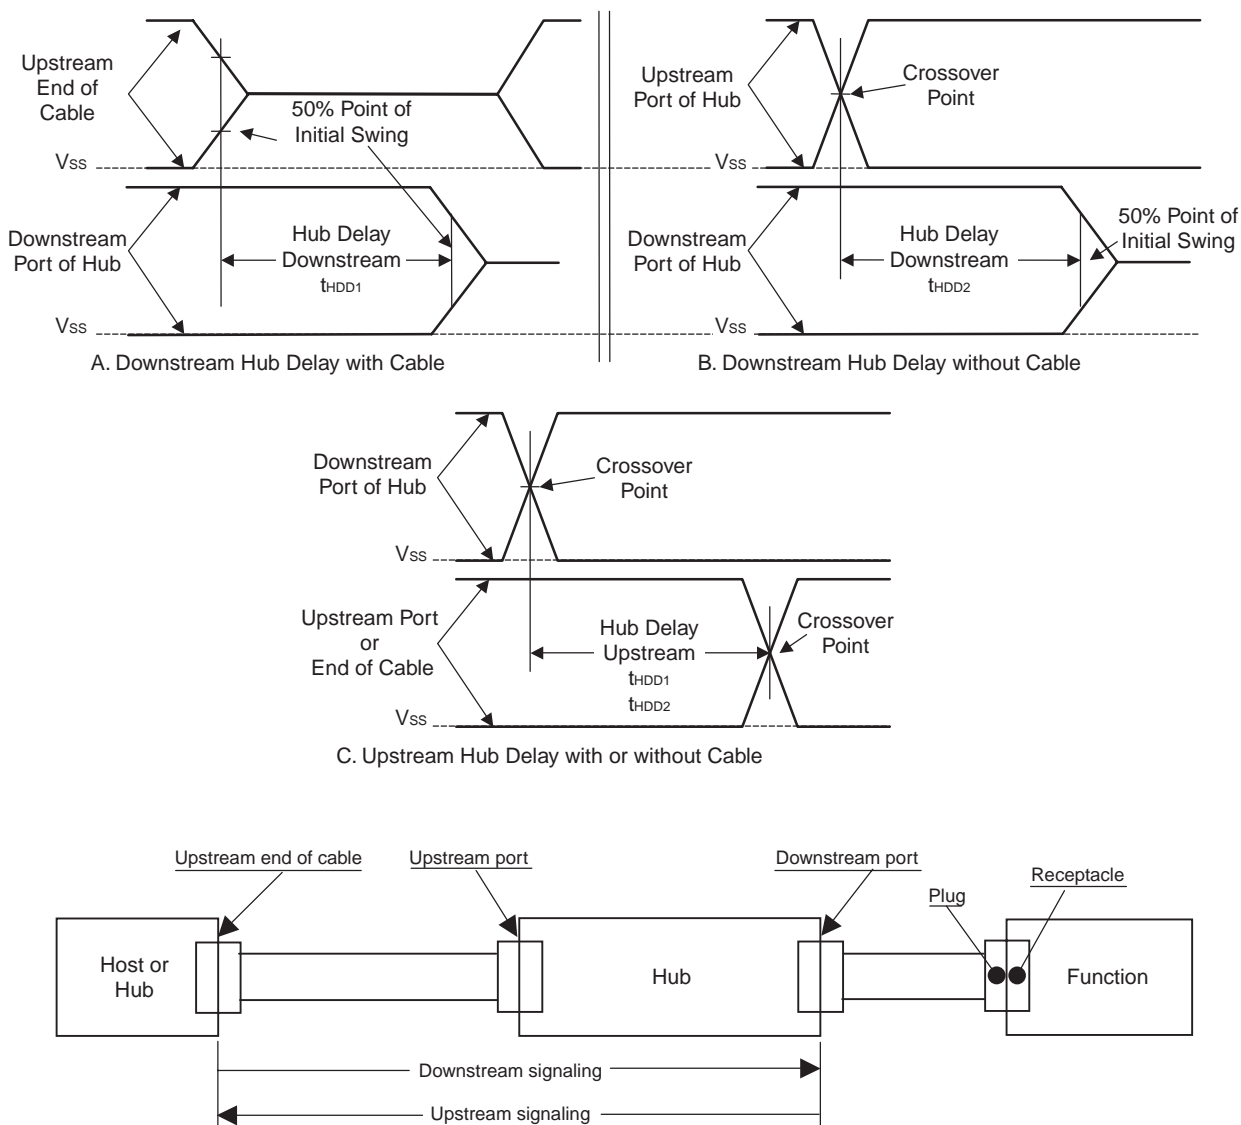 Upstream
End of
Cable
50% Point of
Initial Swing
VSS
Downstream
Port of Hub
Hub Delay
Downstream
tHDD1
VSS
A. Downstream Hub Delay with Cable
Upstream
Port of Hub
Crossover
Point
VSS
Downstream
Port of Hub
Hub Delay
Downstream
tHDD2
50% Point of
Initial Swing
VSS
B. Downstream Hub Delay without Cable
Downstream
Port of Hub
Crossover
Point
VSS
Upstream Port
or
End of Cable
Hub Delay
Upstream
tHDD1
tHDD2
Crossover
Point
VSS
C. Upstream Hub Delay with or without Cable
Upstream end of cable
Upstream port
Downstream port
Plug
Receptacle
Host or
Hub
Hub
Function
Downstream signaling
Upstream signaling